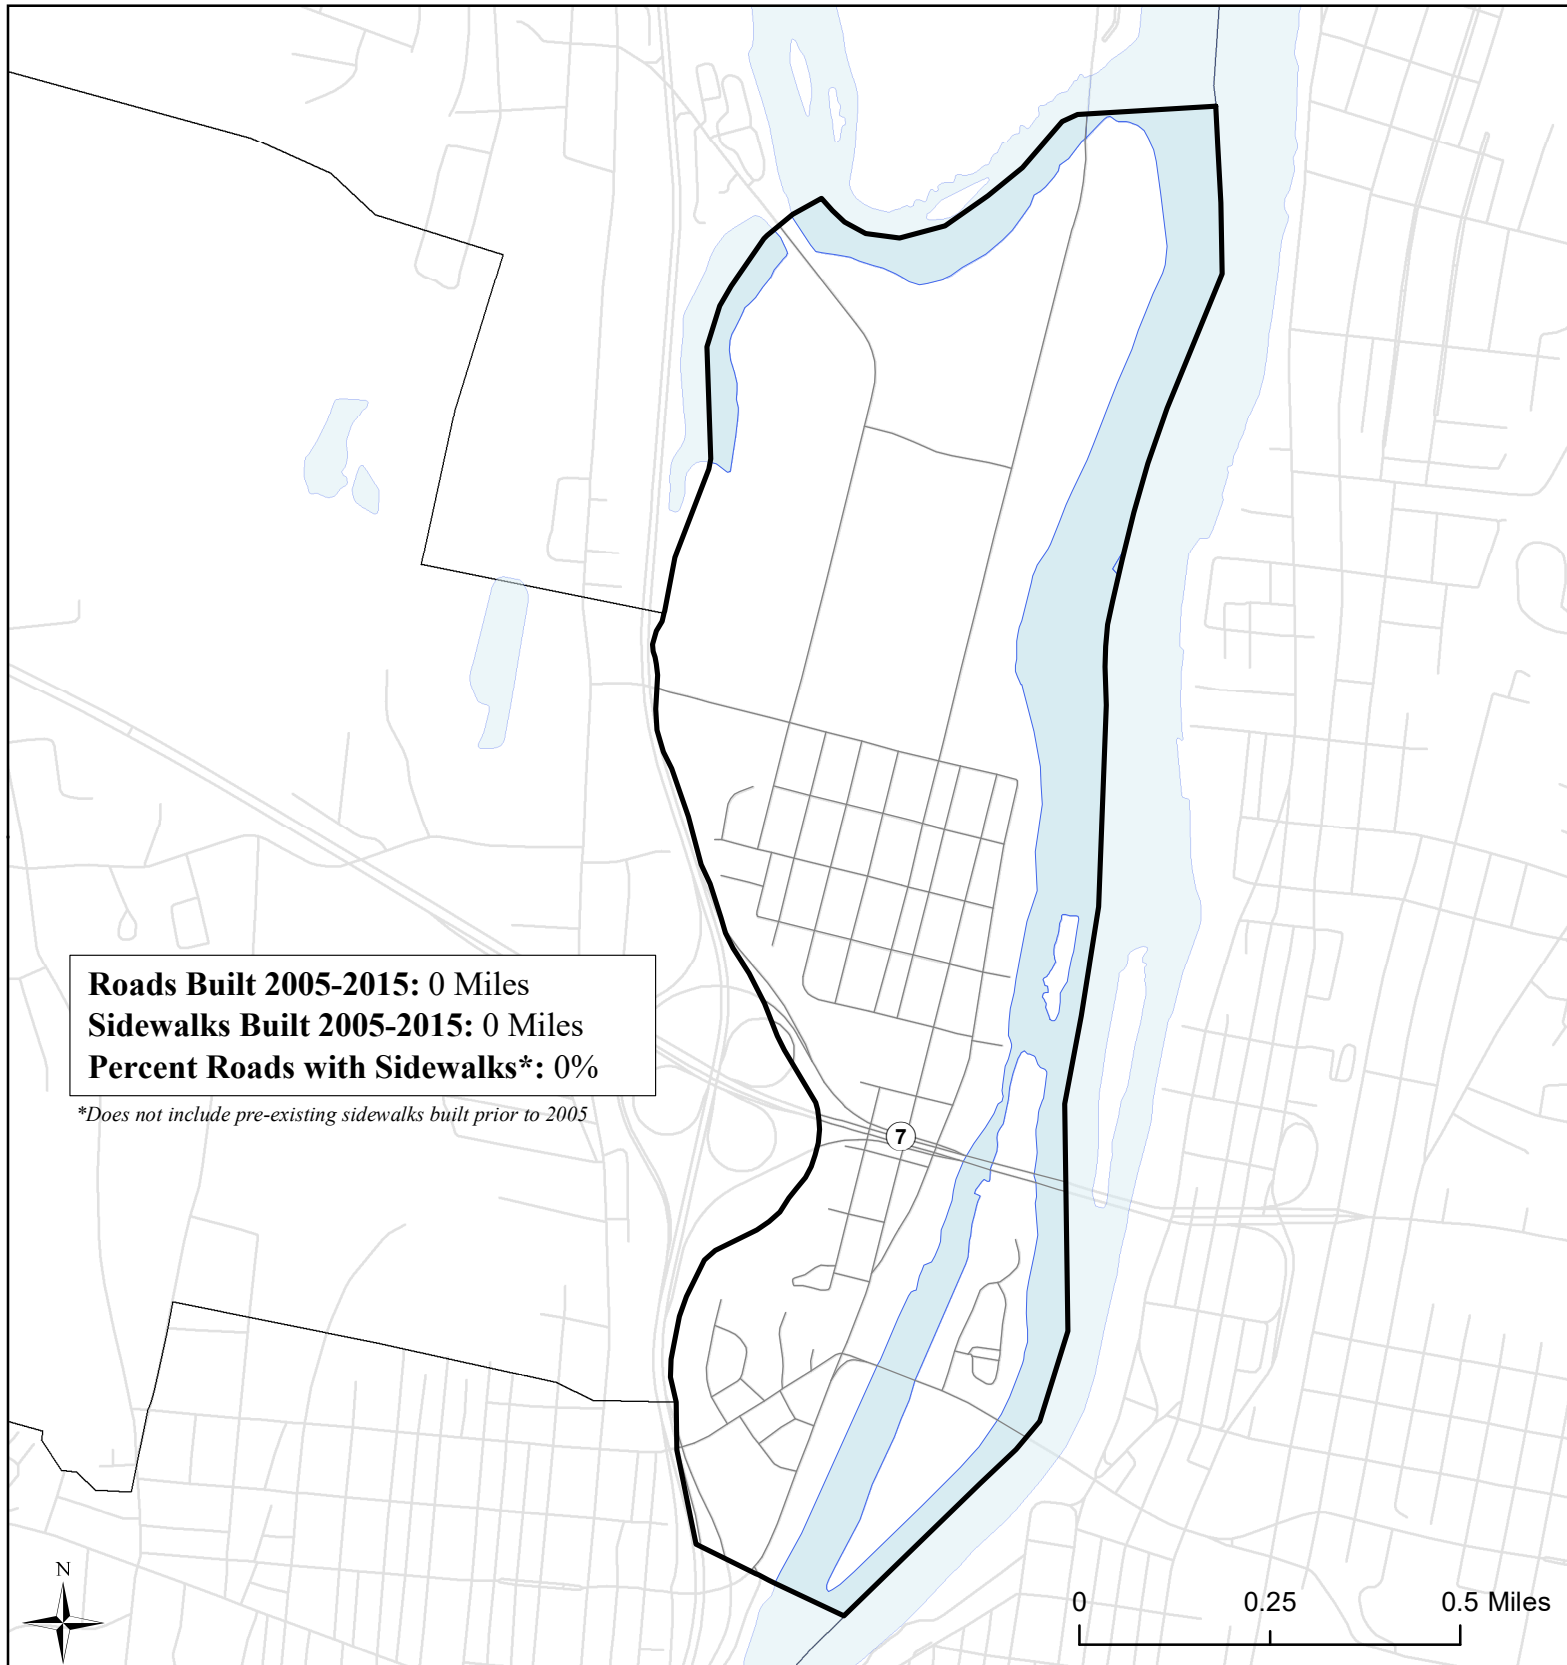 Roads Built 2005-2015: 0 Miles
Sidewalks Built 2005-2015: 0 Miles
Percent Roads with Sidewalks*: 0%
*Does not include pre-existing sidewalks built prior to 2005
7
N
0 0.25 0.5 Miles